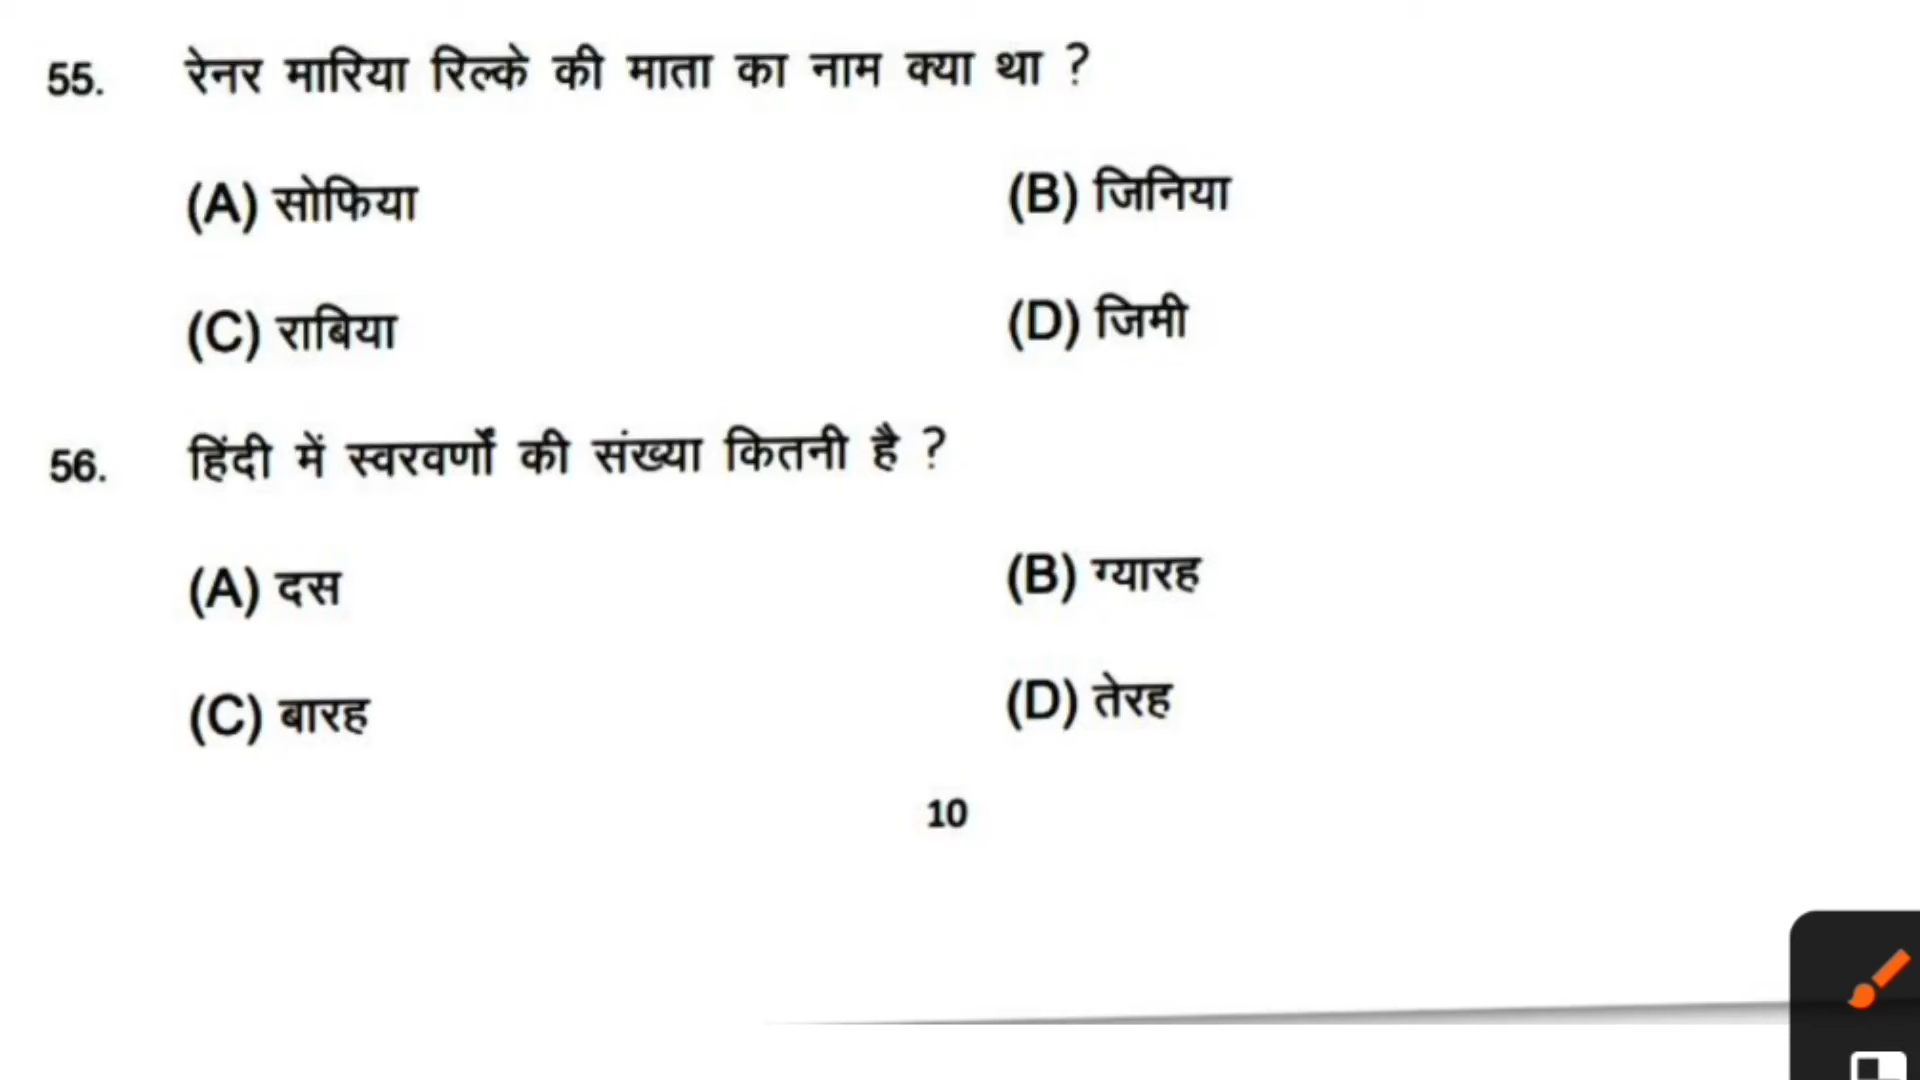 55. रेनर मारिया रिल्के की माता का नाम क्या था ?
(A) सोफिया (B) जिनिया
(C) राबिया (D) जिमी
56. हिंदी में स्वरवर्णों की संख्या कितनी है ?
(A) दस (B) ग्यारह
(C) बारह (D) तेरह
10